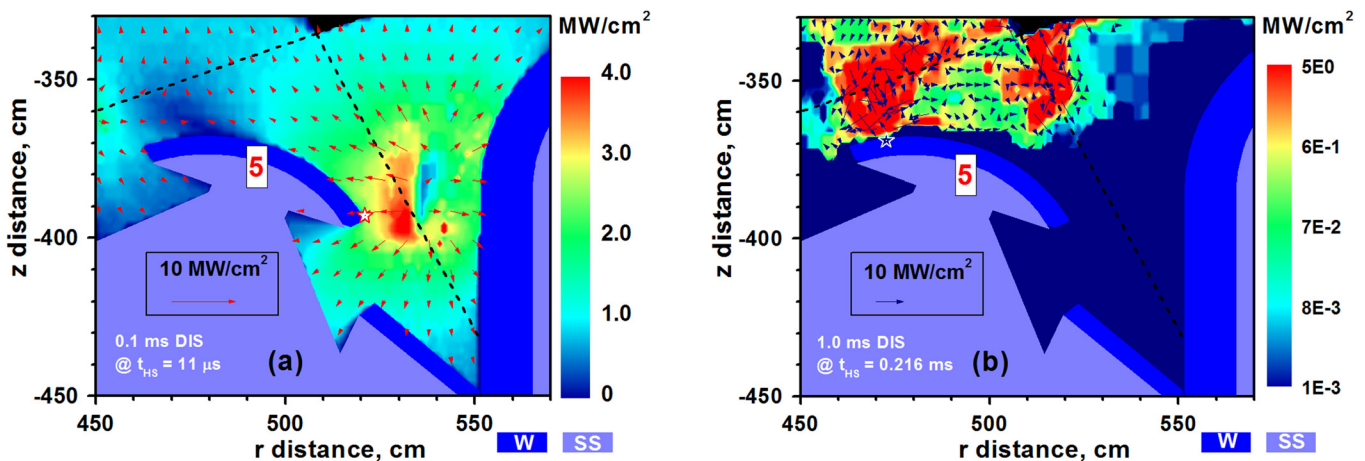 MW/cm²
4.0
3.0
2.0
1.0
0
-350
-400
-450
z distance, cm
5
10 MW/cm²
0.1 ms DIS
@ t_HS = 11 μs
(a)
450 500 550
r distance, cm
W SS
MW/cm²
5E0
6E-1
7E-2
8E-3
1E-3
-350
-400
-450
z distance, cm
5
10 MW/cm²
1.0 ms DIS
@ t_HS = 0.216 ms
(b)
450 500 550
r distance, cm
W SS